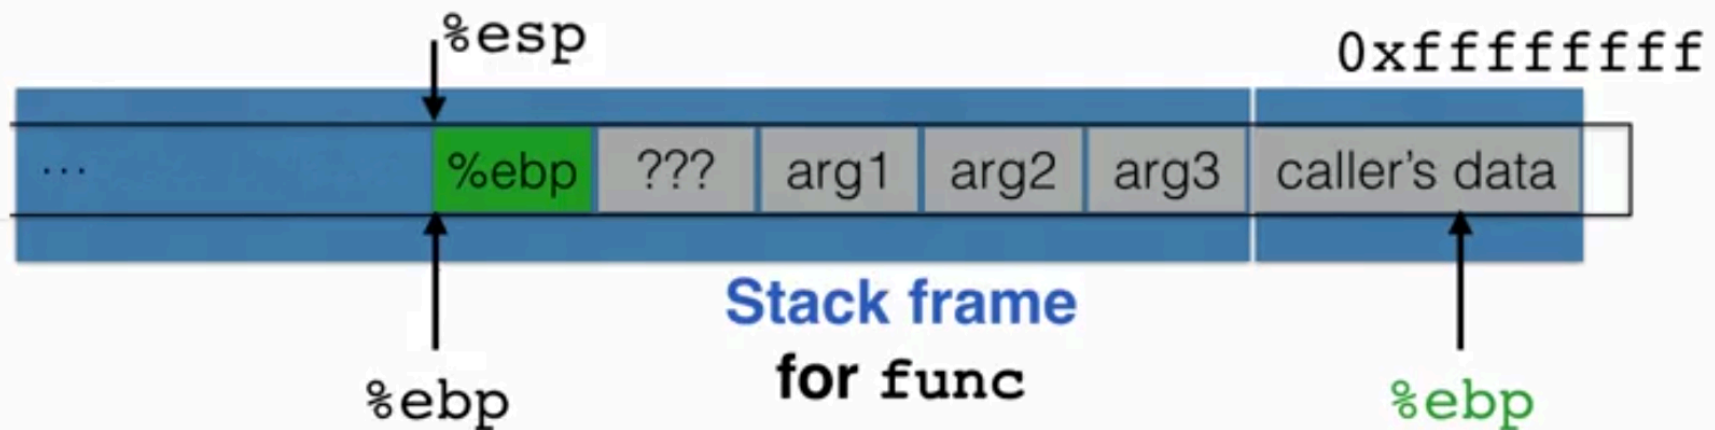 %esp
0xffffffff
... %ebp ??? arg1 arg2 arg3 caller's data
Stack frame
for func
%ebp
%ebp